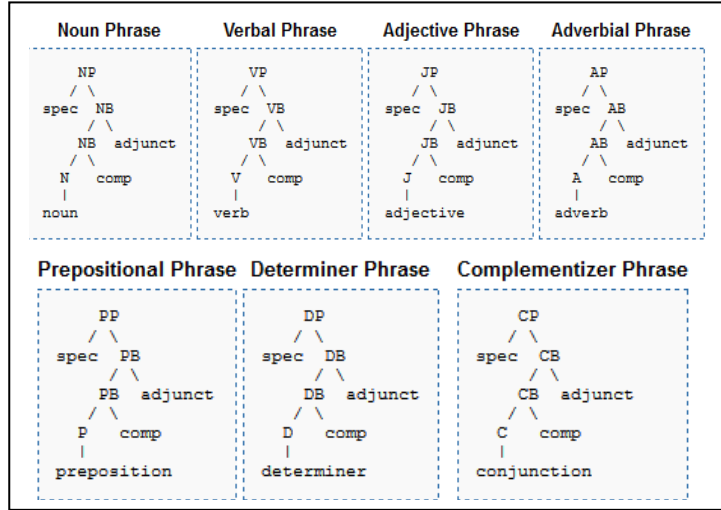 Noun Phrase Verbal Phrase Adjective Phrase Adverbial Phrase
NP VP JP AP
/ \ / \ / \ / \
spec NB spec VB spec JB spec AB
/ \ / \ / \ / \
NB adjunct VB adjunct JB adjunct AB adjunct
/ \ / \ / \ / \
N comp V comp J comp A comp
| | | |
noun verb adjective adverb
Prepositional Phrase Determiner Phrase Complementizer Phrase
PP DP CP
/ \ / \ / \
spec PB spec DB spec CB
/ \ / \ / \
PB adjunct DB adjunct CB adjunct
/ \ / \ / \
P comp D comp C comp
| | |
preposition determiner conjunction